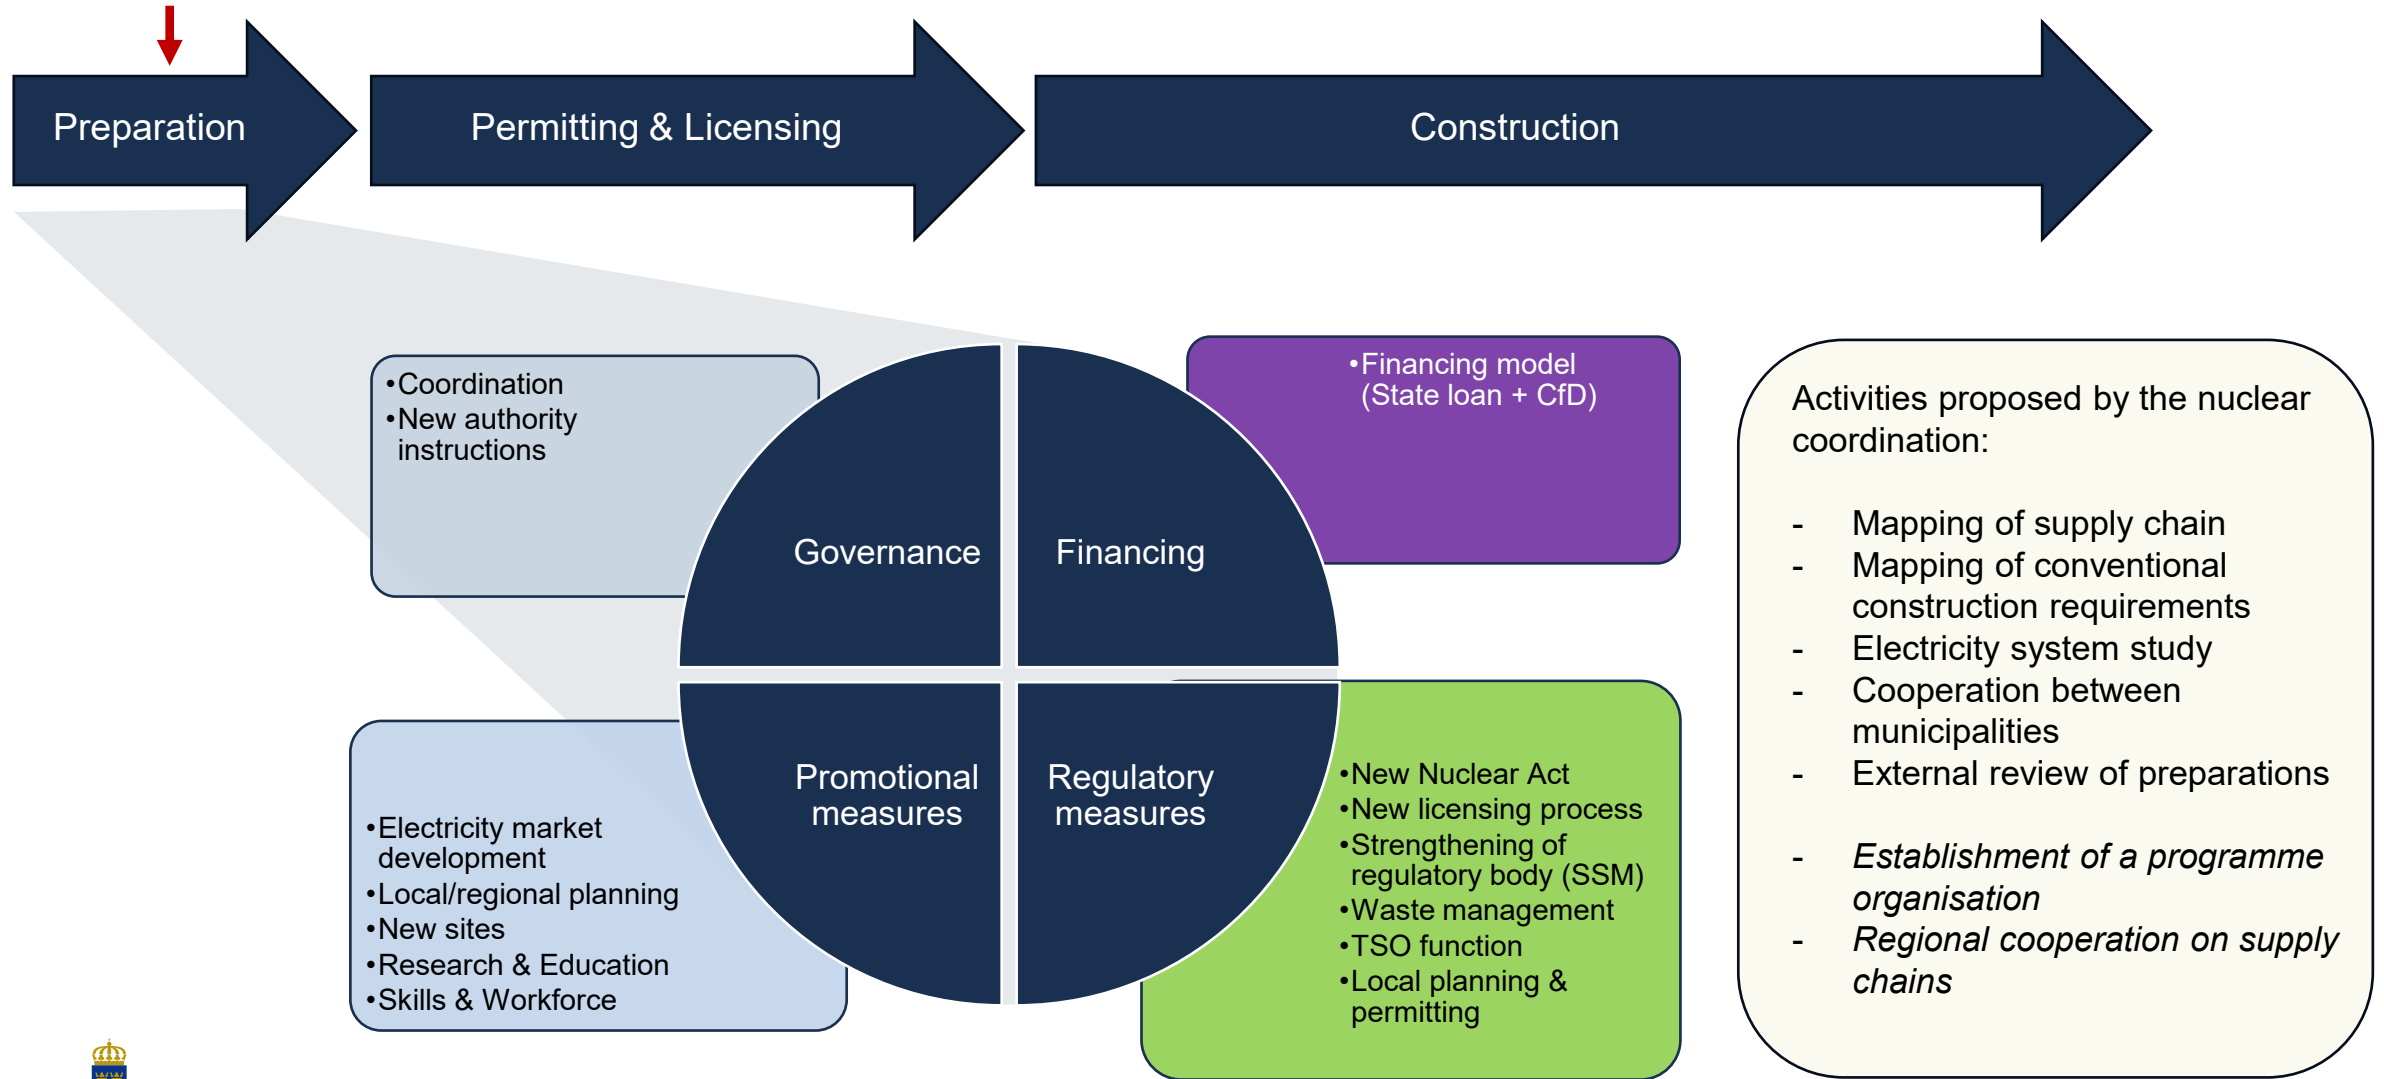 Preparation
Permitting & Licensing
Construction
•Coordination
•New authority
instructions
•Financing model
(State loan + CfD)
Governance
Financing
Promotional
measures
Regulatory
measures
•Electricity market
development
•Local/regional planning
•New sites
•Research & Education
•Skills & Workforce
•New Nuclear Act
•New licensing process
•Strengthening of
regulatory body (SSM)
•Waste management
•TSO function
•Local planning &
permitting
Activities proposed by the nuclear
coordination:
- Mapping of supply chain
- Mapping of conventional
construction requirements
- Electricity system study
- Cooperation between
municipalities
- External review of preparations
- Establishment of a programme
organisation
- Regional cooperation on supply
chains